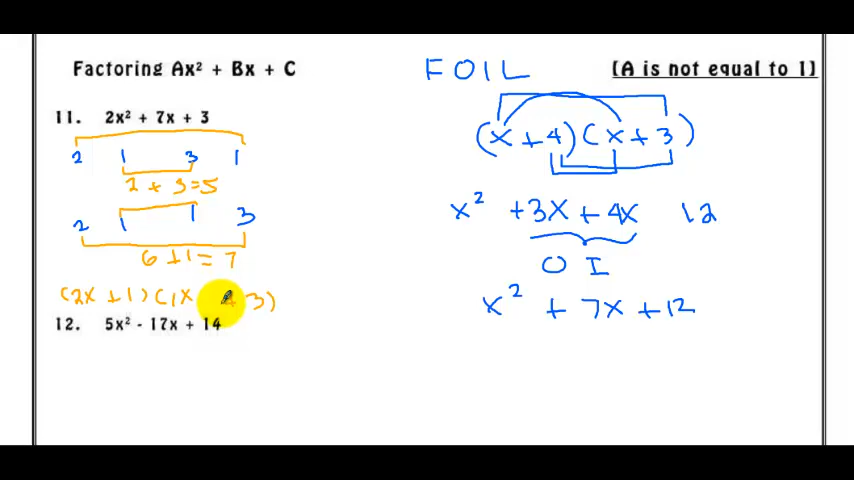 Factoring Ax² + Bx + C
FOIL
(A is not equal to 1)
11. 2x² + 7x + 3
2 1 3 1
2 + 3 = 5
2 1 1 3
6 + 1 = 7
(2x + 1)(1x + 3)
(x + 4)(x + 3)
x² + 3x + 4x 12
O I
x² + 7x + 12
12. 5x² - 17x + 14